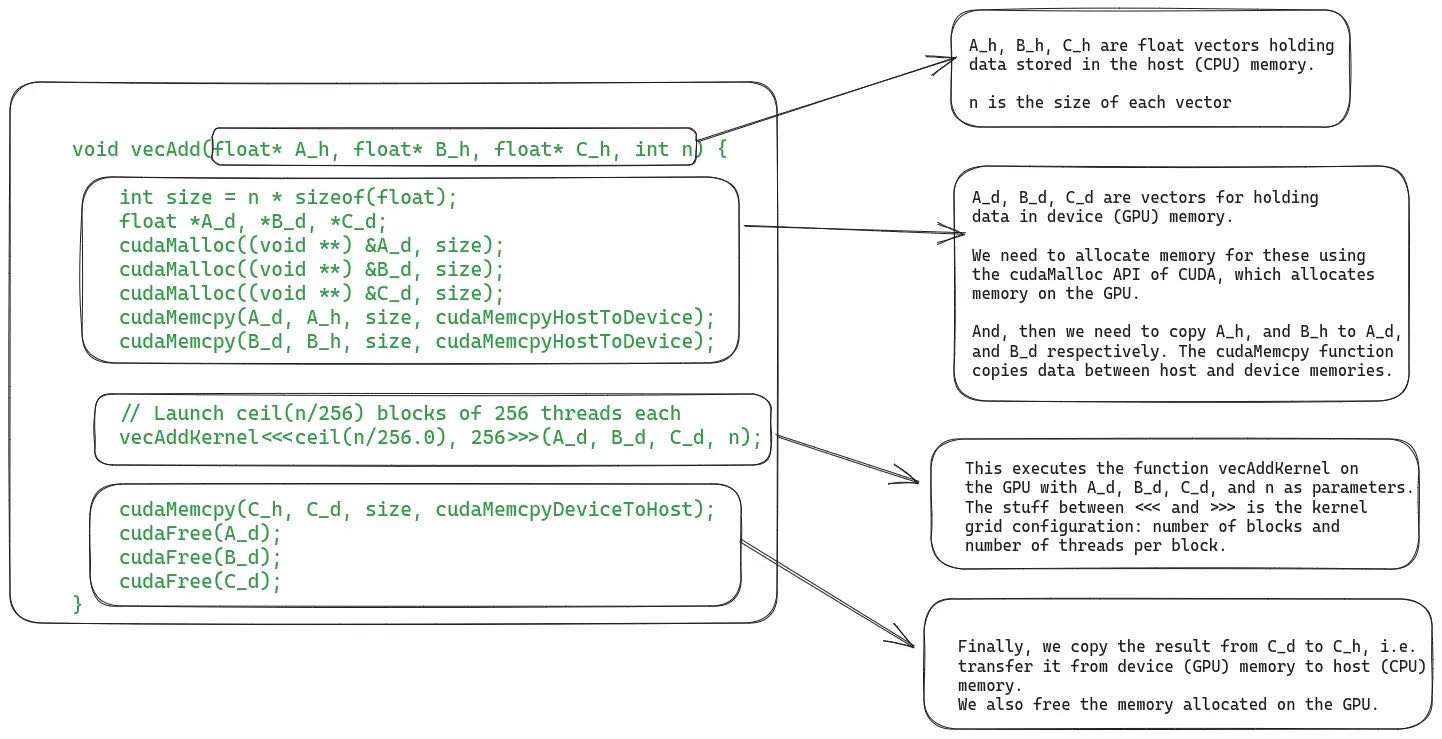 void vecAdd(float* A_h, float* B_h, float* C_h, int n) {
int size = n * sizeof(float);
float *A_d, *B_d, *C_d;
cudaMalloc((void **) &A_d, size);
cudaMalloc((void **) &B_d, size);
cudaMalloc((void **) &C_d, size);
cudaMemcpy(A_d, A_h, size, cudaMemcpyHostToDevice);
cudaMemcpy(B_d, B_h, size, cudaMemcpyHostToDevice);
// Launch ceil(n/256) blocks of 256 threads each
vecAddKernel<<<ceil(n/256.0), 256>>>(A_d, B_d, C_d, n);
cudaMemcpy(C_h, C_d, size, cudaMemcpyDeviceToHost);
cudaFree(A_d);
cudaFree(B_d);
cudaFree(C_d);
}
A_h, B_h, C_h are float vectors holding
data stored in the host (CPU) memory.
n is the size of each vector
A_d, B_d, C_d are vectors for holding
data in device (GPU) memory.
We need to allocate memory for these using
the cudaMalloc API of CUDA, which allocates
memory on the GPU.
And, then we need to copy A_h, and B_h to A_d,
and B_d respectively. The cudaMemcpy function
copies data between host and device memories.
This executes the function vecAddKernel on
the GPU with A_d, B_d, C_d, and n as parameters.
The stuff between <<< and >>> is the kernel
grid configuration: number of blocks and
number of threads per block.
Finally, we copy the result from C_d to C_h, i.e.
transfer it from device (GPU) memory to host (CPU)
memory.
We also free the memory allocated on the GPU.